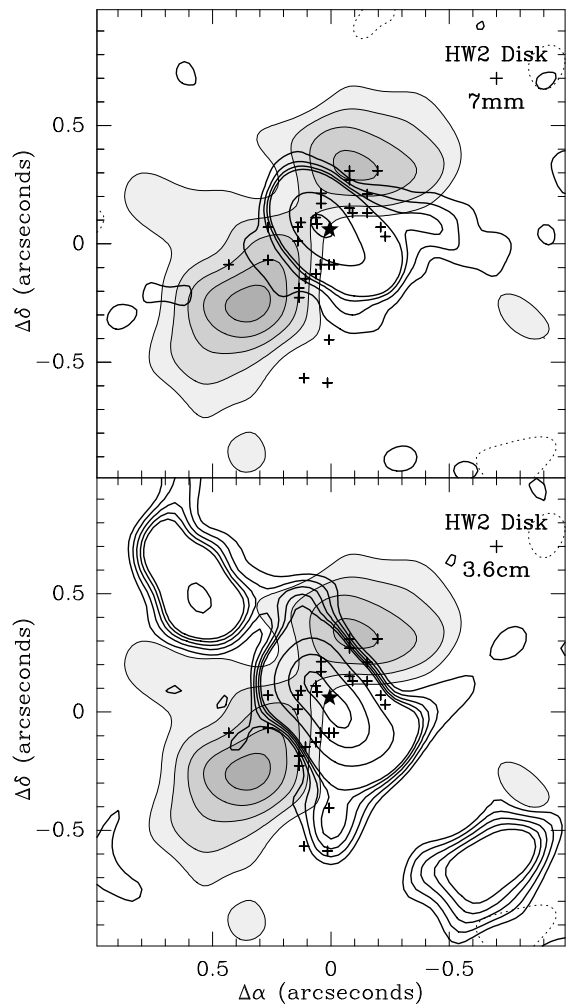 HW2 Disk
+
7mm
0.5
0
−0.5
Δδ (arcseconds)
HW2 Disk
+
3.6cm
0.5
0
−0.5
Δδ (arcseconds)
0.5 0 −0.5
Δα (arcseconds)